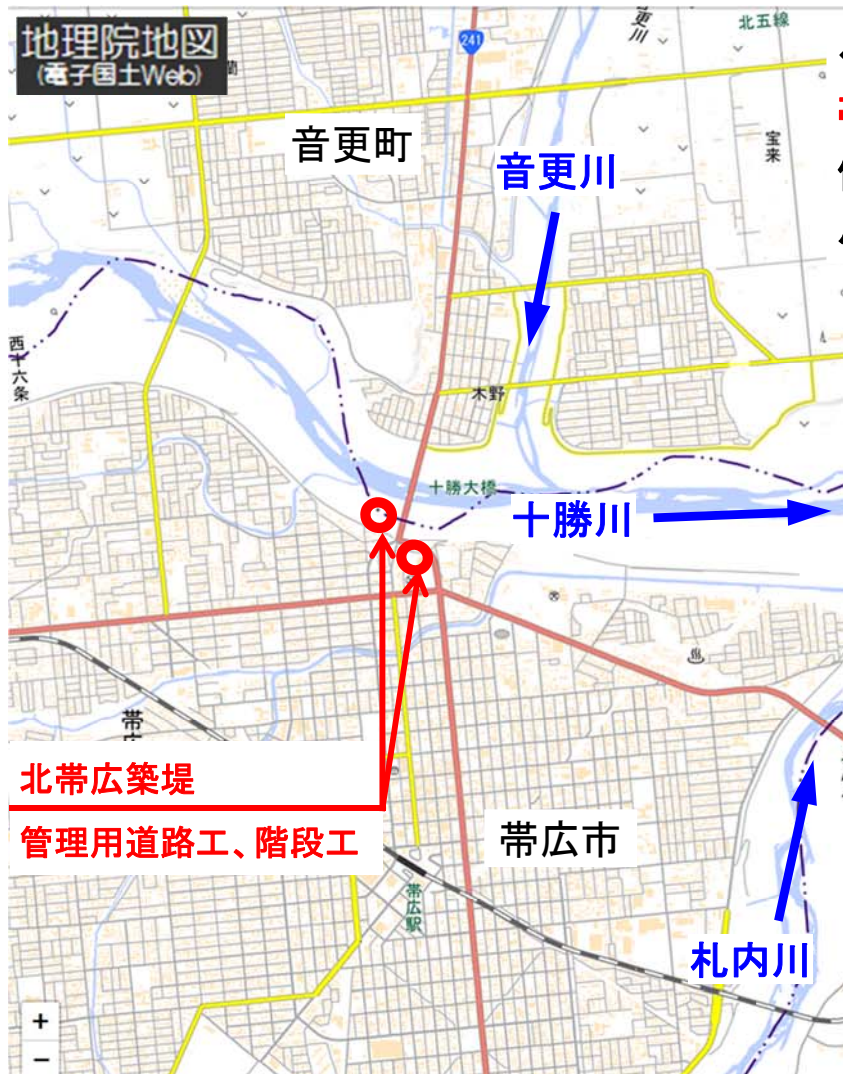 地理院地図
(電子国土Web)
241
音更川
北五線
音更町
音更川
宝来
西十六条
木野
十勝大橋
十勝川
帯広
北帯広築堤
管理用道路工、階段工
帯広市
帯広駅
札内川
+
−